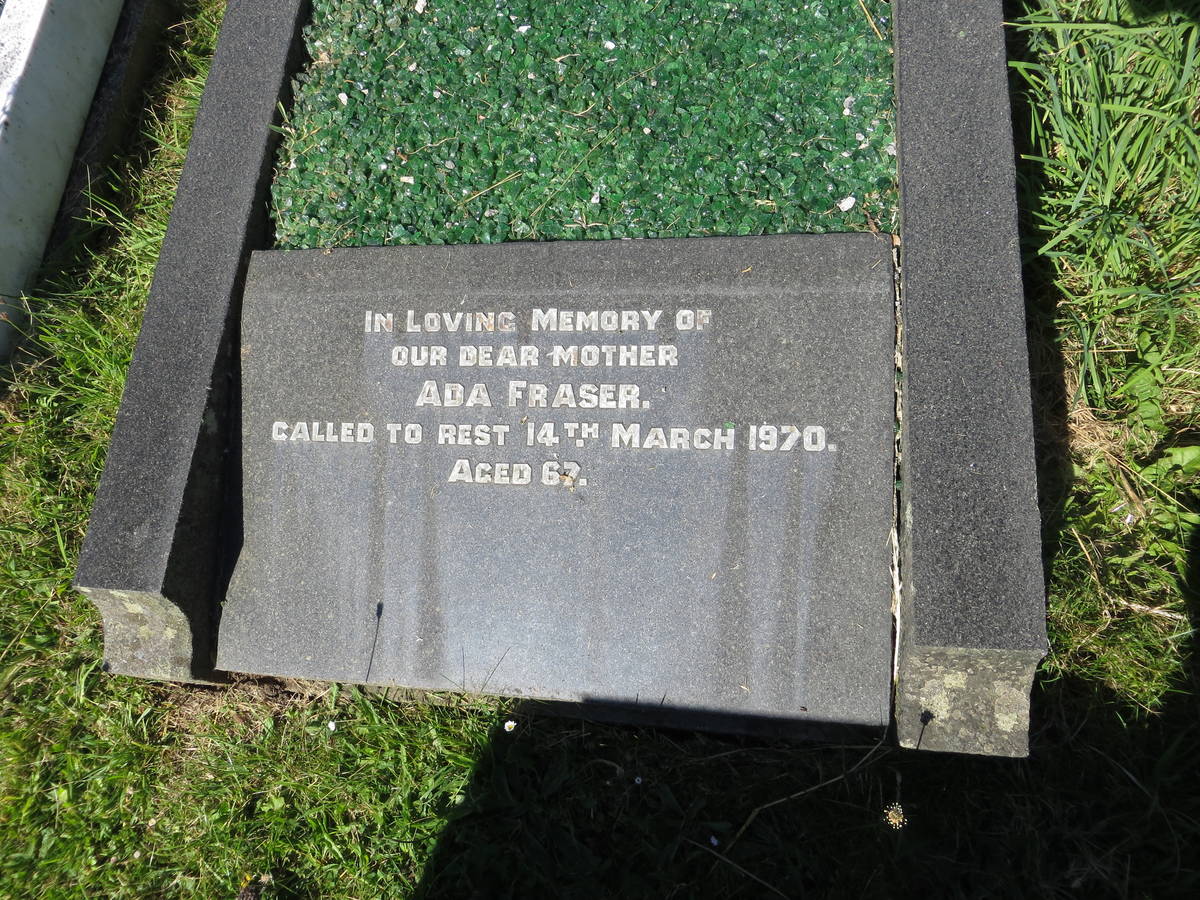 In Loving Memory of
our dear mother
Ada Fraser.
called to rest 14th March 1970.
Aged 67.